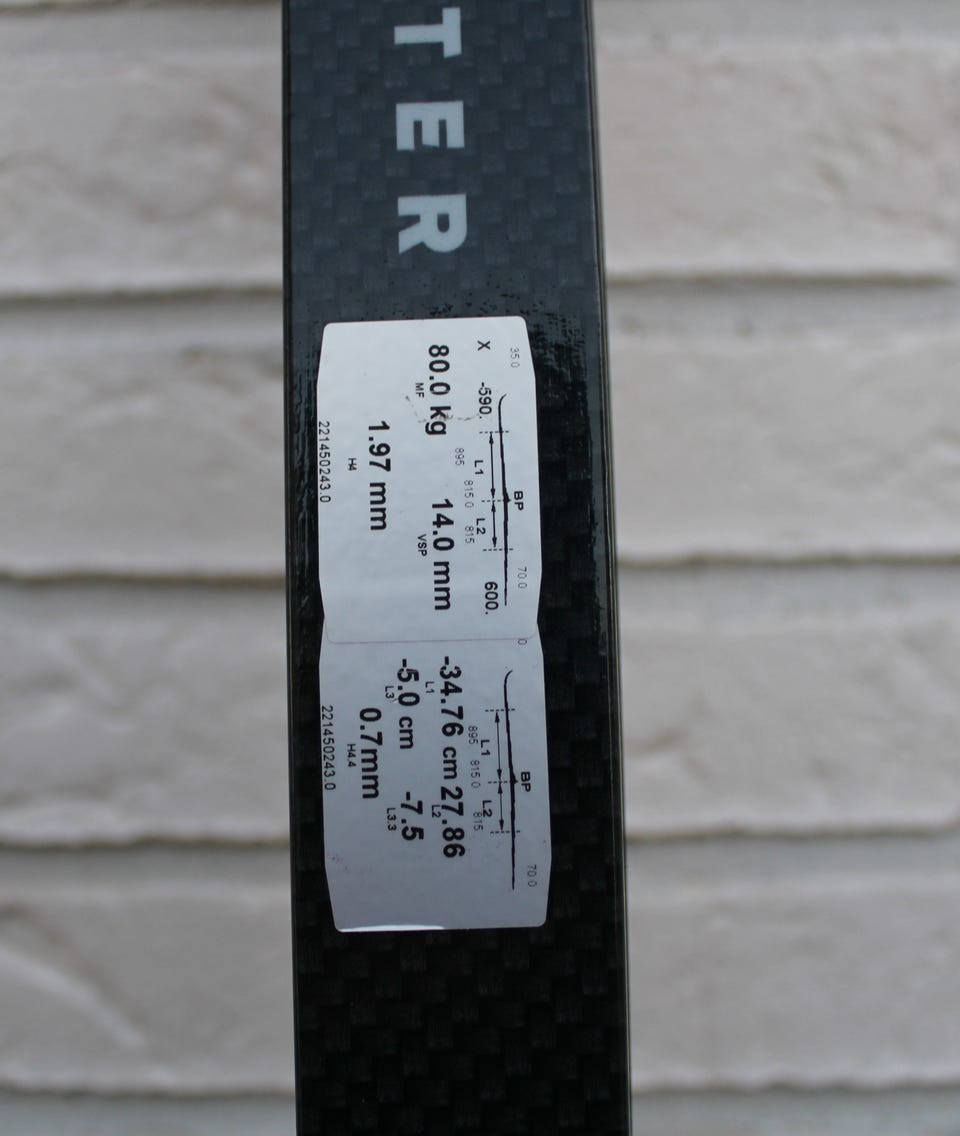 TER
35.0 BP 70.0
X -590. L1 L2 600.
895 815.0 815
80.0 kg 14.0 mm
MF VSP
1.97 mm
H4
221450243.0
0 BP 70.0
L1 L2
895 815.0 815.
-34.76 cm 27.86
L1 L2
-5.0 cm -7.5
L3 L3.3
0.7mm
H4.4
221450243.0